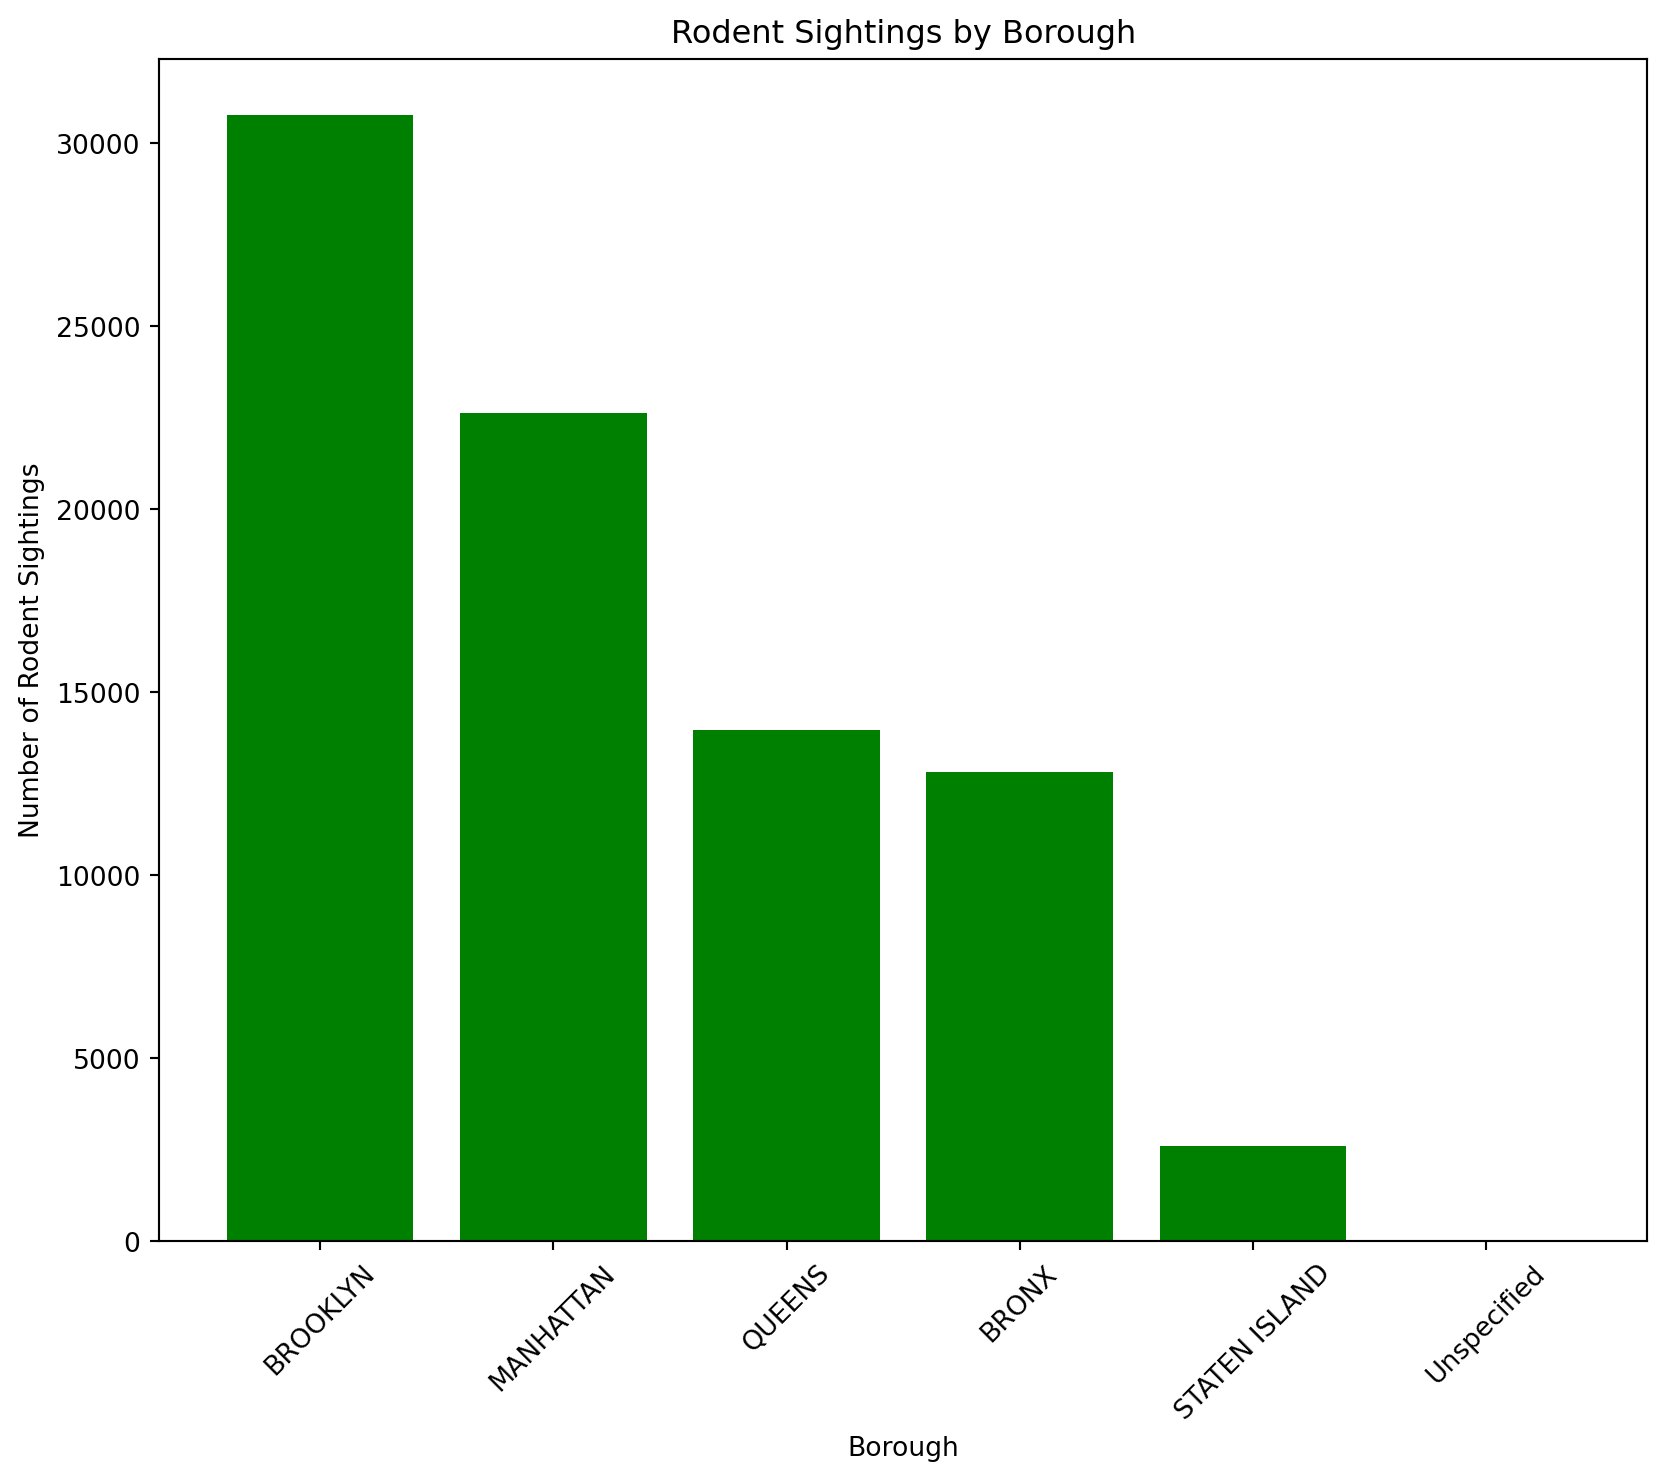 Rodent Sightings by Borough
Number of Rodent Sightings
30000
25000
20000
15000
10000
5000
0
BROOKLYN
MANHATTAN
QUEENS
BRONX
STATEN ISLAND
Unspecified
Borough